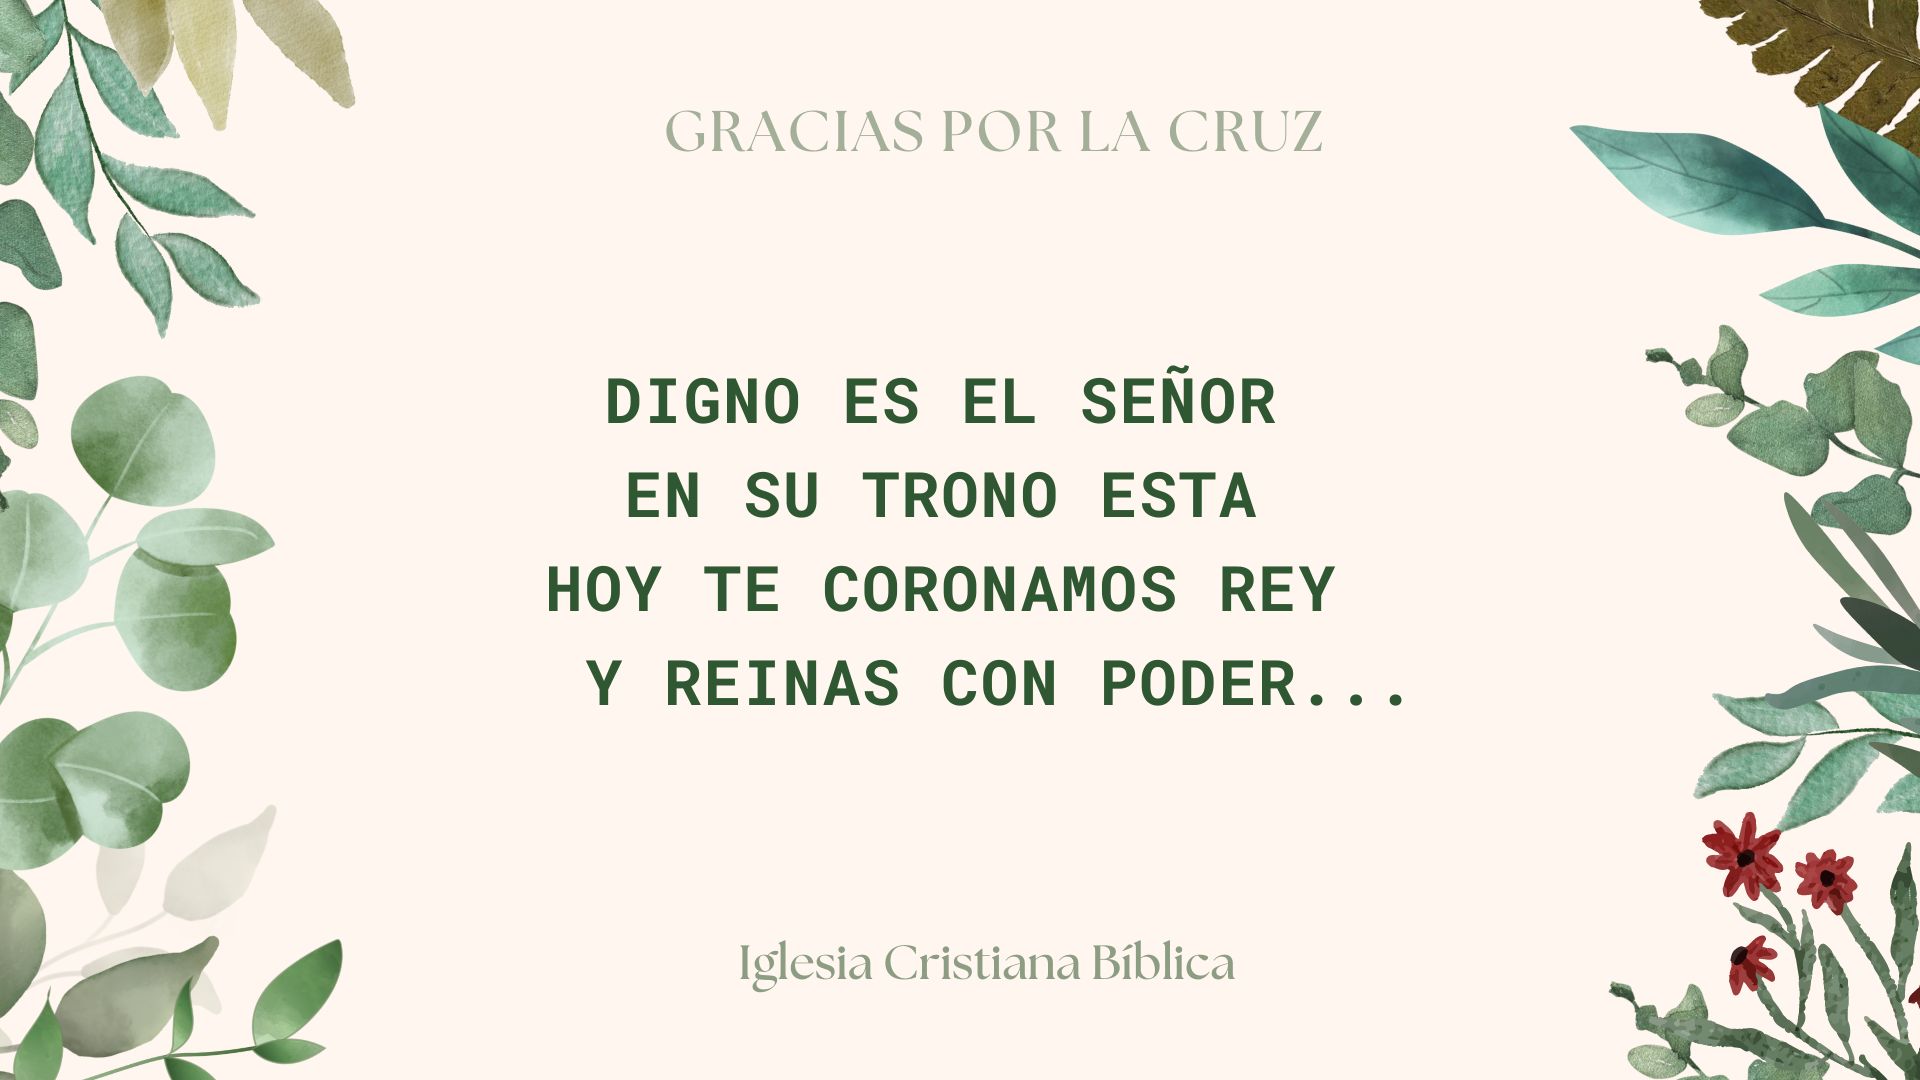 GRACIAS POR LA CRUZ
DIGNO ES EL SEÑOR
EN SU TRONO ESTA
HOY TE CORONAMOS REY
Y REINAS CON PODER...
Iglesia Cristiana Bíblica